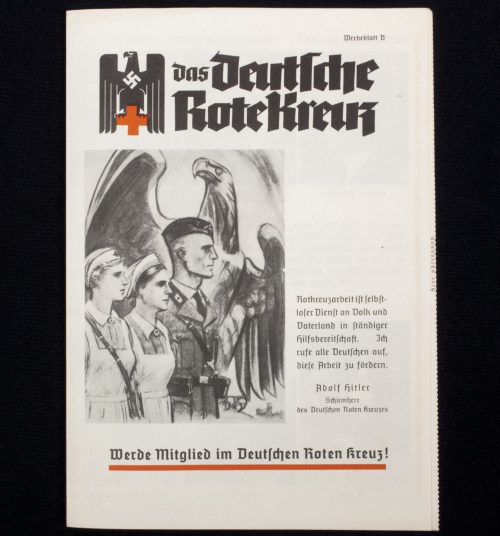 Werbeblatt B
das Deutsche
Rote Kreuz
Rotkreuzarbeit ist selbst-
loser Dienst an Volk und
Vaterland in ständiger
Hilfsbereitschaft. Ich
rufe alle Deutschen auf,
diese Arbeit zu fördern.
Adolf Hitler
Schirmherr
des Deutschen Roten Kreuzes
Werde Mitglied im Deutschen Roten Kreuz!
Hier abtrennen